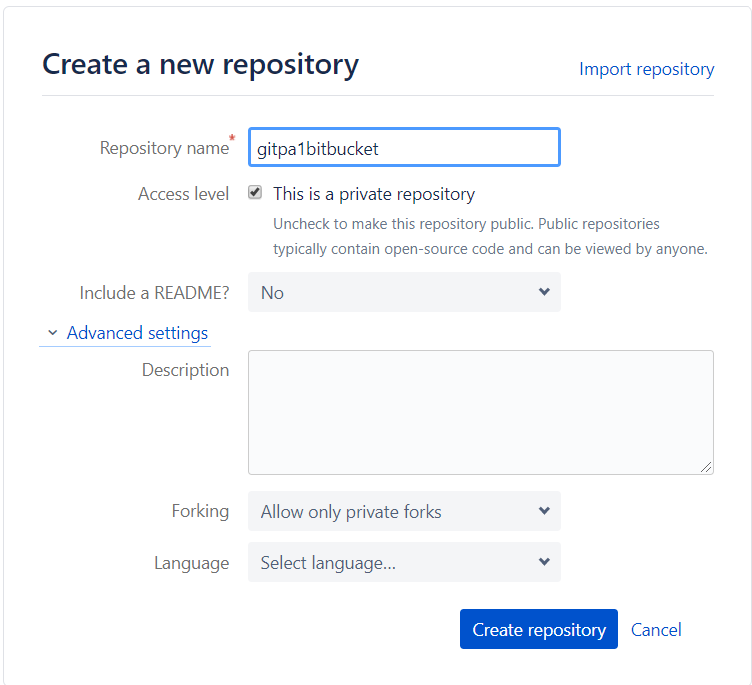 Create a new repository
Import repository
Repository name*
gitpa1bitbucket
Access level
This is a private repository
Uncheck to make this repository public. Public repositories
typically contain open-source code and can be viewed by anyone.
Include a README?
No
Advanced settings
Description
Forking
Allow only private forks
Language
Select language...
Create repository
Cancel